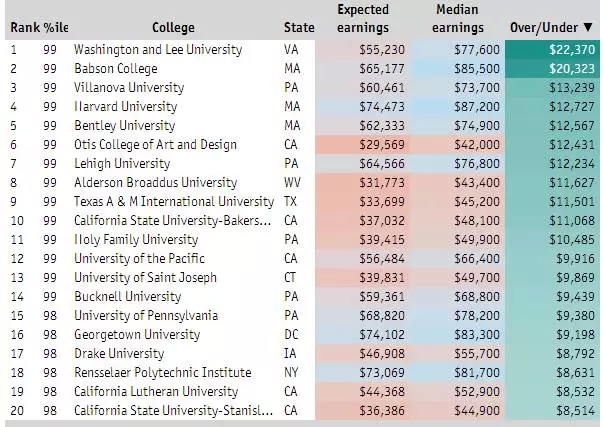 Expected Median
Rank %ile College State earnings earnings Over/Under ▼
1 99 Washington and Lee University VA $55,230 $77,600 $22,370
2 99 Babson College MA $65,177 $85,500 $20,323
3 99 Villanova University PA $60,461 $73,700 $13,239
4 99 Harvard University MA $74,473 $87,200 $12,727
5 99 Bentley University MA $62,333 $74,900 $12,567
6 99 Otis College of Art and Design CA $29,569 $42,000 $12,431
7 99 Lehigh University PA $64,566 $76,800 $12,234
8 99 Alderson Broaddus University WV $31,773 $43,400 $11,627
9 99 Texas A & M International University TX $33,699 $45,200 $11,501
10 99 California State University-Bakers... CA $37,032 $48,100 $11,068
11 99 Holy Family University PA $39,415 $49,900 $10,485
12 99 University of the Pacific CA $56,484 $66,400 $9,916
13 99 University of Saint Joseph CT $39,831 $49,700 $9,869
14 99 Bucknell University PA $59,361 $68,800 $9,439
15 98 University of Pennsylvania PA $68,820 $78,200 $9,380
16 98 Georgetown University DC $74,102 $83,300 $9,198
17 98 Drake University IA $46,908 $55,700 $8,792
18 98 Rensselaer Polytechnic Institute NY $73,069 $81,700 $8,631
19 98 California Lutheran University CA $44,368 $52,900 $8,532
20 98 California State University-Stanisl... CA $36,386 $44,900 $8,514